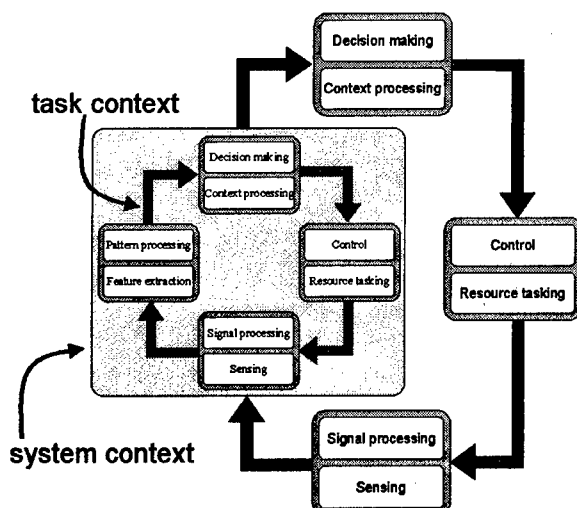 Decision making
Context processing
task context
Decision making
Context processing
Pattern processing
Feature extraction
Control
Resource tasking
Control
Resource tasking
Signal processing
Sensing
system context
Signal processing
Sensing